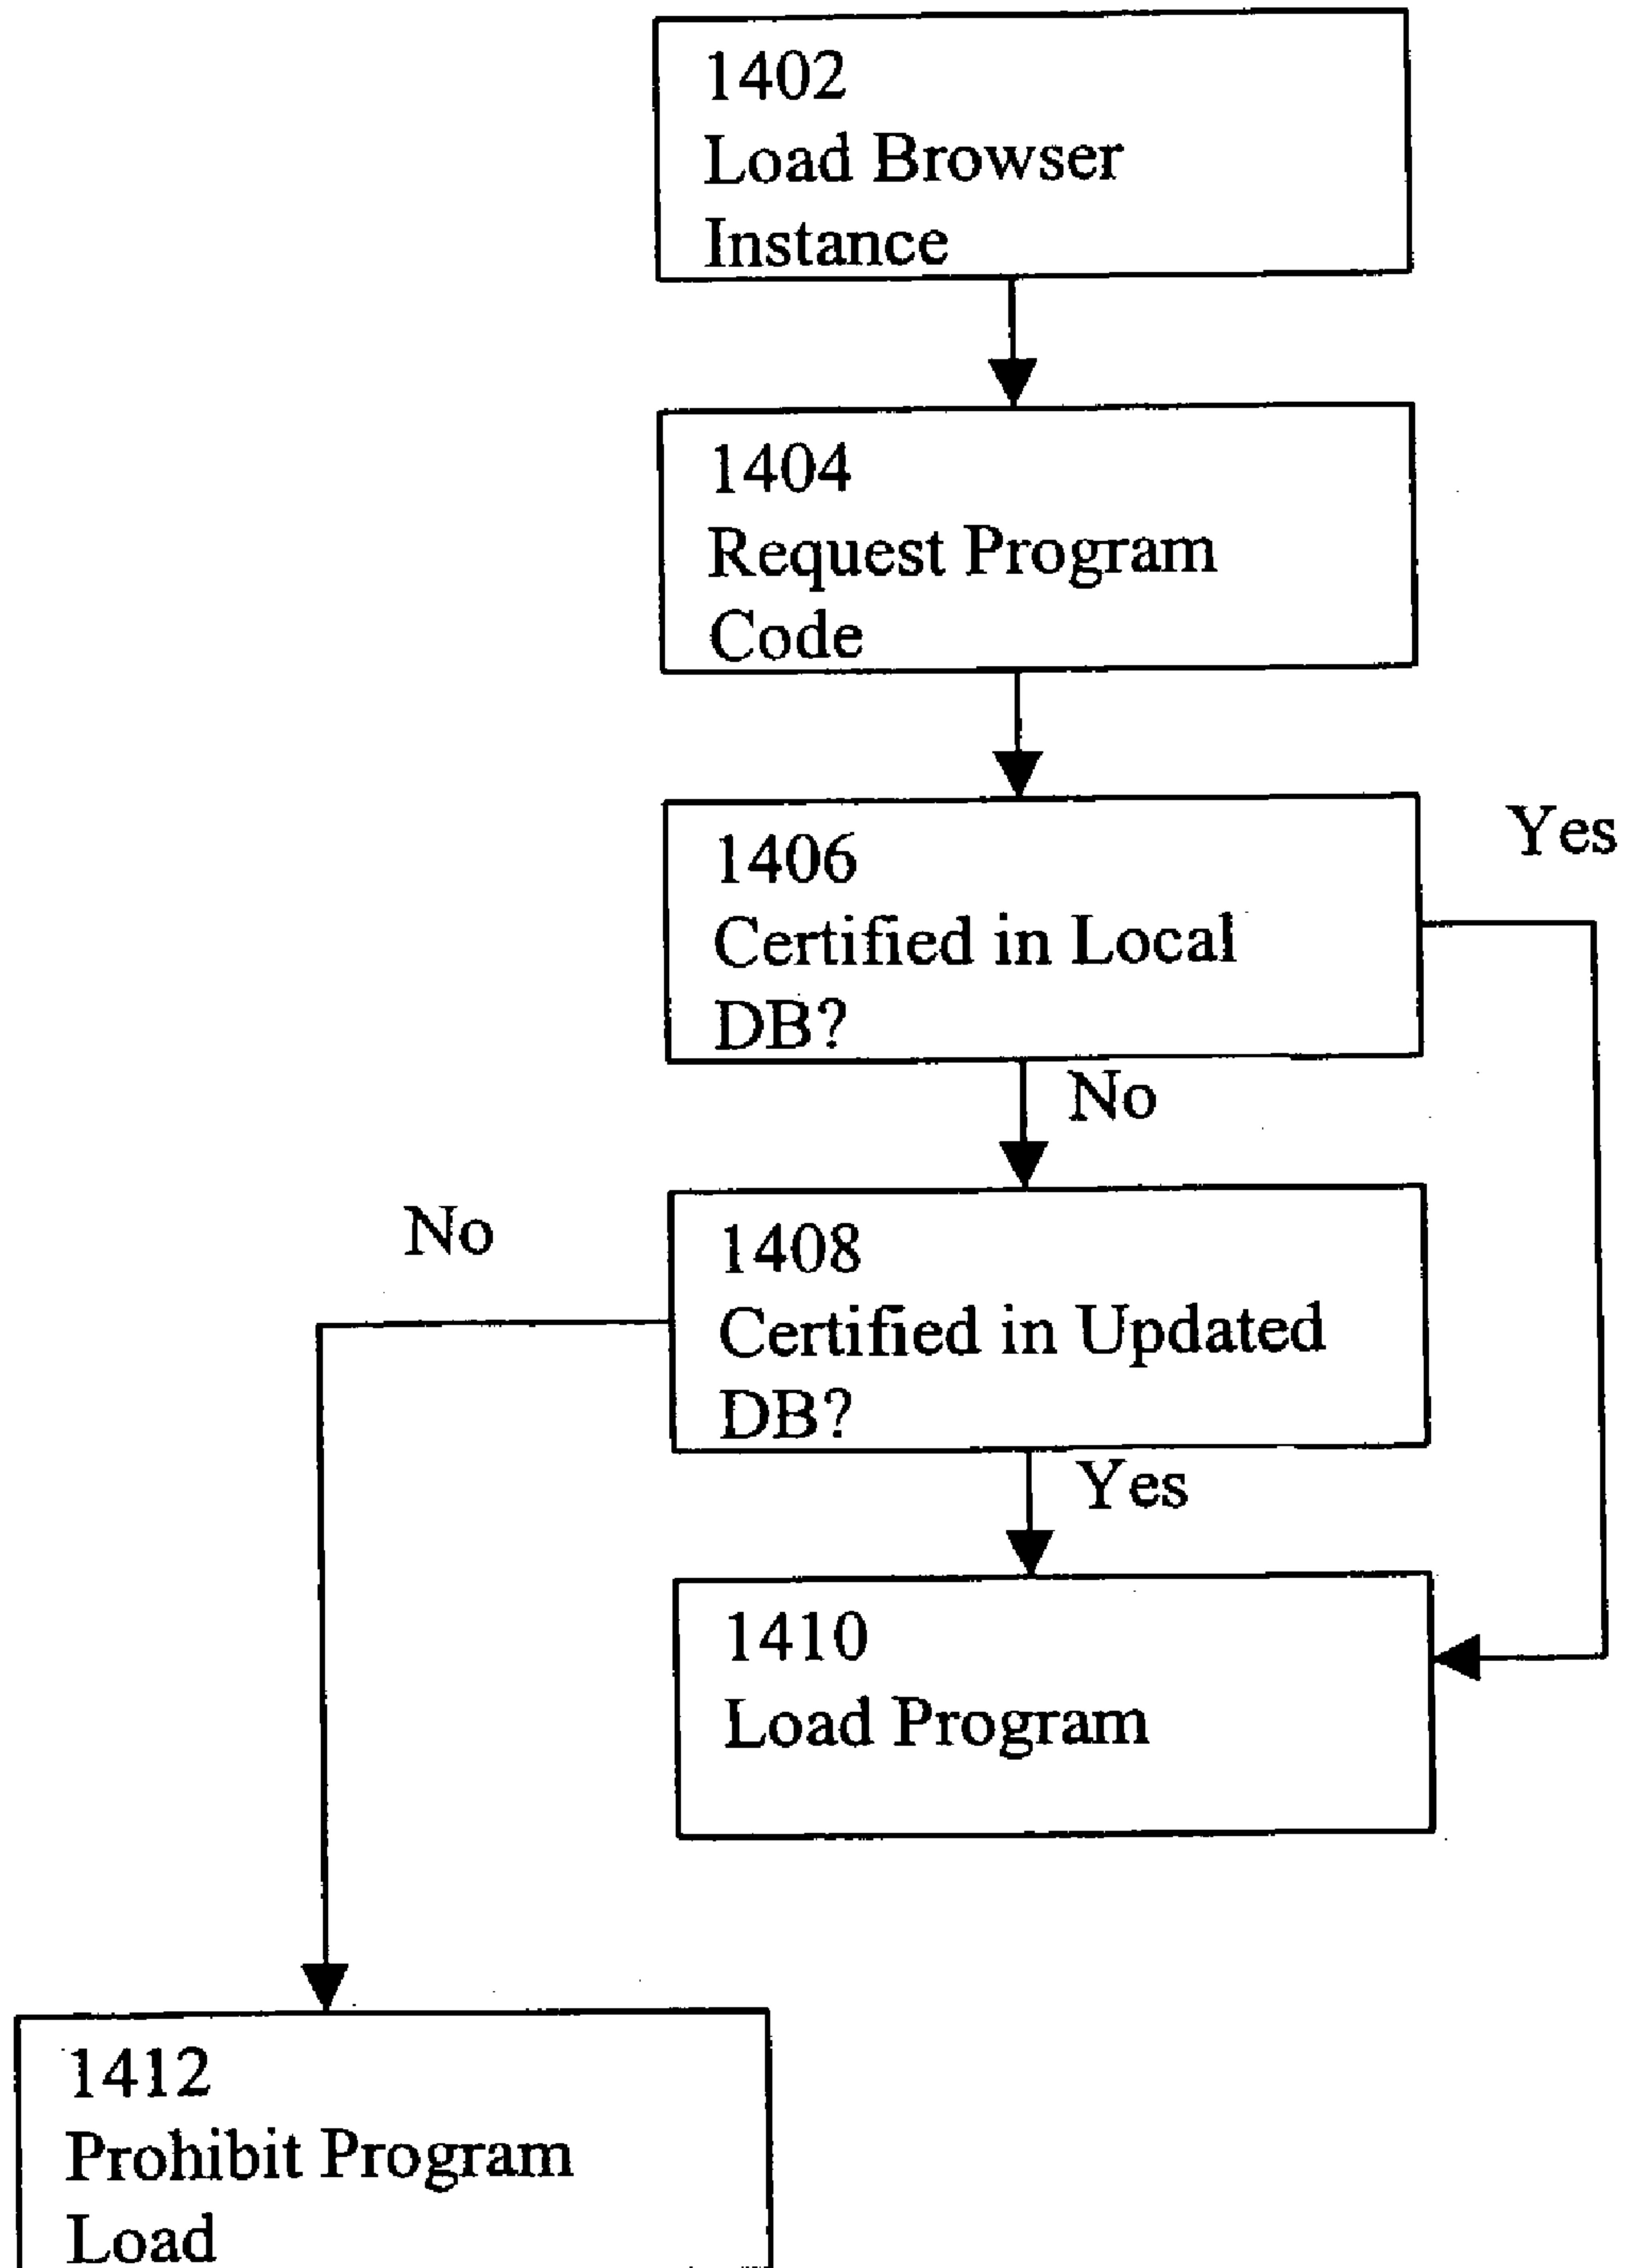 1402
Load Browser
Instance
1404
Request Program
Code
1406
Certified in Local
DB?
Yes
No
1408
Certified in Updated
DB?
No
Yes
1410
Load Program
1412
Prohibit Program
Load